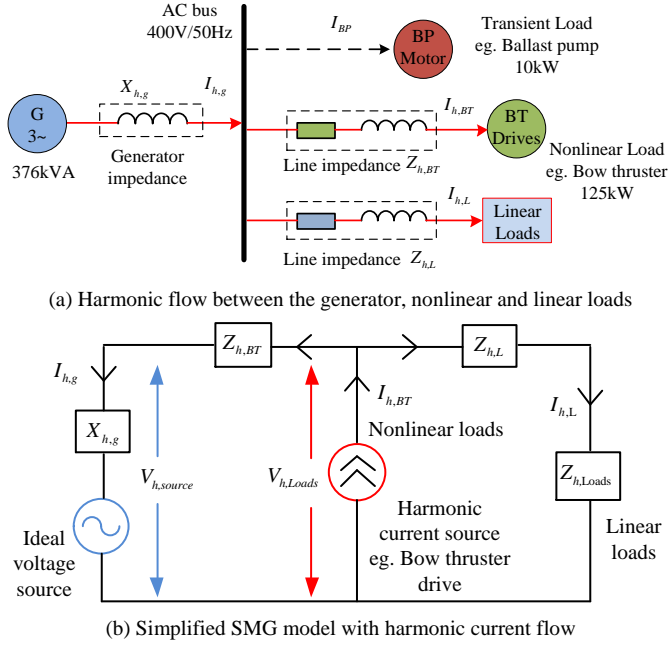 AC bus
400V/50Hz
I_BP
BP
Motor
Transient Load
eg. Ballast pump
10kW
G
3~
376kVA
X_h,g
Generator
impedance
I_h,g
Line impedance Z_h,BT
I_h,BT
BT
Drives
Nonlinear Load
eg. Bow thruster
125kW
Line impedance Z_h,L
I_h,L
Linear
Loads
(a) Harmonic flow between the generator, nonlinear and linear loads
Z_h,BT
Z_h,L
I_h,g
X_h,g
V_h,source
Ideal
voltage
source
V_h,Loads
I_h,BT
Nonlinear loads
Harmonic
current source
eg. Bow thruster
drive
I_h,L
Z_h,Loads
Linear
loads
(b) Simplified SMG model with harmonic current flow